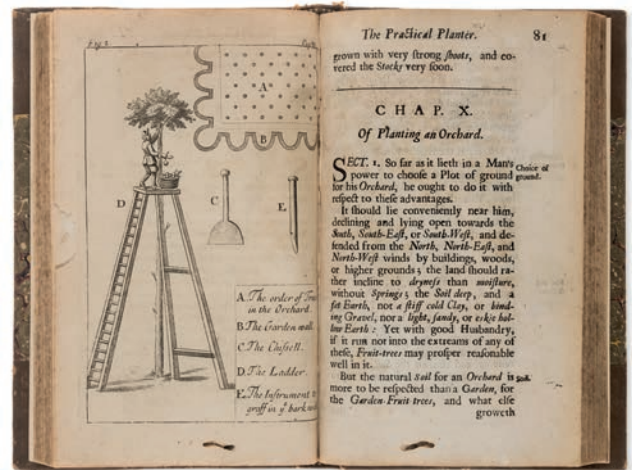 Fig. 1
A
B
D
C
E
A. The order of Trees
in the Orchard.
B. The Garden wall
C. The Chissell.
D. The Ladder.
E. The Instrument to
graff in yᵉ bark
The Practical Planter. 81
grown with very ſtrong ſhoots, and co-
vered the Stocks very ſoon.
CHAP. X.
Of Planting an Orchard.
SECT. 1. So far as it lieth in a Man's
power to chooſe a Plot of ground
for his Orchard, he ought to do it with
reſpect to theſe advantages.
Choice of
ground.
It ſhould lie conveniently near him,
declining and lying open towards the
South, South-Eaſt, or South-Weſt, and de-
fended from the North, North-Eaſt, and
North-Weſt winds by buildings, woods,
or higher grounds; the land ſhould ra-
ther incline to dryneſs than moiſture,
without Springs; the Soil deep, and a
fat Earth, not a ſtiff cold Clay, or bind-
ing Gravel, nor a light, ſandy, or eskie hol-
low Earth: Yet with good Husbandry,
if it run not into the extreams of any of
theſe, Fruit-trees may proſper reaſonable
well in it.
But the natural Soil for an Orchard is
more to be reſpected than a Garden, for
the Garden-Fruit trees, and what elſe
Soil.
groweth